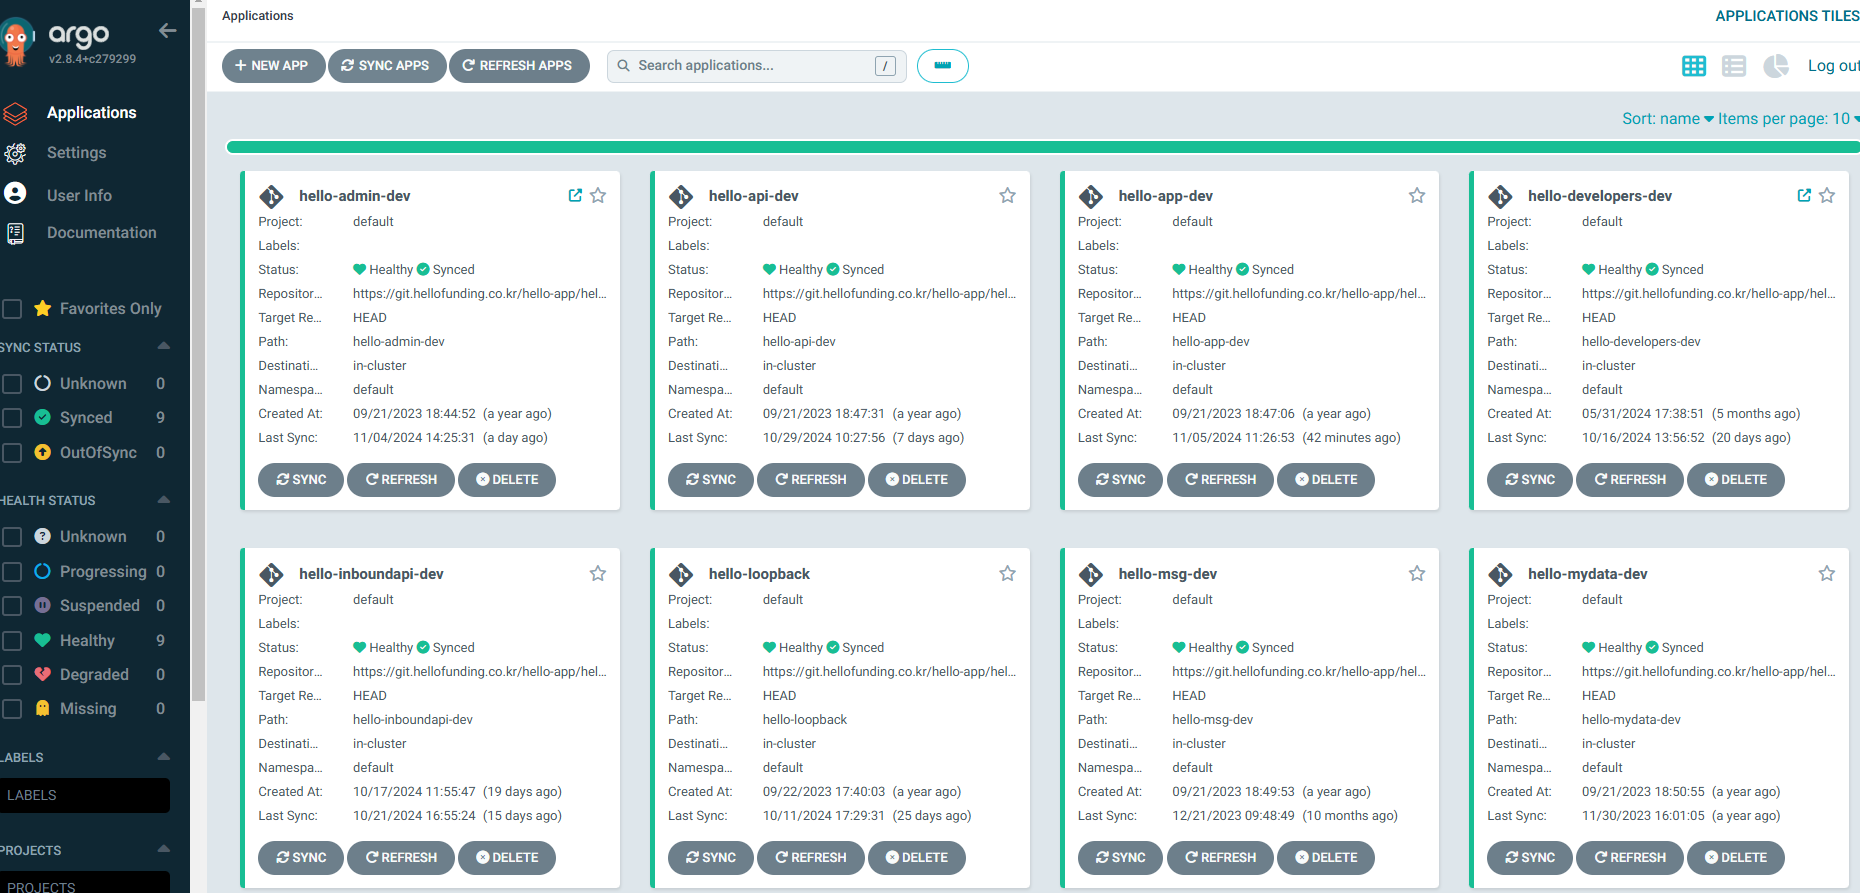 argo
v2.8.4+c279299
Applications
Settings
User Info
Documentation
Favorites Only
SYNC STATUS
Unknown 0
Synced 9
OutOfSync 0
HEALTH STATUS
Unknown 0
Progressing 0
Suspended 0
Healthy 9
Degraded 0
Missing 0
LABELS
LABELS
PROJECTS
PROJECTS
Applications
APPLICATIONS TILES
NEW APP SYNC APPS REFRESH APPS Search applications... / Log out
Sort: name Items per page: 10
hello-admin-dev
Project: default
Labels:
Status: Healthy Synced
Repositor... https://git.hellofunding.co.kr/hello-app/hel...
Target Re... HEAD
Path: hello-admin-dev
Destinati... in-cluster
Namespa... default
Created At: 09/21/2023 18:44:52 (a year ago)
Last Sync: 11/04/2024 14:25:31 (a day ago)
SYNC REFRESH DELETE
hello-api-dev
Project: default
Labels:
Status: Healthy Synced
Repositor... https://git.hellofunding.co.kr/hello-app/hel...
Target Re... HEAD
Path: hello-api-dev
Destinati... in-cluster
Namespa... default
Created At: 09/21/2023 18:47:31 (a year ago)
Last Sync: 10/29/2024 10:27:56 (7 days ago)
SYNC REFRESH DELETE
hello-app-dev
Project: default
Labels:
Status: Healthy Synced
Repositor... https://git.hellofunding.co.kr/hello-app/hel...
Target Re... HEAD
Path: hello-app-dev
Destinati... in-cluster
Namespa... default
Created At: 09/21/2023 18:47:06 (a year ago)
Last Sync: 11/05/2024 11:26:53 (42 minutes ago)
SYNC REFRESH DELETE
hello-developers-dev
Project: default
Labels:
Status: Healthy Synced
Repositor... https://git.hellofunding.co.kr/hello-app/hel...
Target Re... HEAD
Path: hello-developers-dev
Destinati... in-cluster
Namespa... default
Created At: 05/31/2024 17:38:51 (5 months ago)
Last Sync: 10/16/2024 13:56:52 (20 days ago)
SYNC REFRESH DELETE
hello-inboundapi-dev
Project: default
Labels:
Status: Healthy Synced
Repositor... https://git.hellofunding.co.kr/hello-app/hel...
Target Re... HEAD
Path: hello-inboundapi-dev
Destinati... in-cluster
Namespa... default
Created At: 10/17/2024 11:55:47 (19 days ago)
Last Sync: 10/21/2024 16:55:24 (15 days ago)
SYNC REFRESH DELETE
hello-loopback
Project: default
Labels:
Status: Healthy Synced
Repositor... https://git.hellofunding.co.kr/hello-app/hel...
Target Re... HEAD
Path: hello-loopback
Destinati... in-cluster
Namespa... default
Created At: 09/22/2023 17:40:03 (a year ago)
Last Sync: 10/11/2024 17:29:31 (25 days ago)
SYNC REFRESH DELETE
hello-msg-dev
Project: default
Labels:
Status: Healthy Synced
Repositor... https://git.hellofunding.co.kr/hello-app/hel...
Target Re... HEAD
Path: hello-msg-dev
Destinati... in-cluster
Namespa... default
Created At: 09/21/2023 18:49:53 (a year ago)
Last Sync: 12/21/2023 09:48:49 (10 months ago)
SYNC REFRESH DELETE
hello-mydata-dev
Project: default
Labels:
Status: Healthy Synced
Repositor... https://git.hellofunding.co.kr/hello-app/hel...
Target Re... HEAD
Path: hello-mydata-dev
Destinati... in-cluster
Namespa... default
Created At: 09/21/2023 18:50:55 (a year ago)
Last Sync: 11/30/2023 16:01:05 (a year ago)
SYNC REFRESH DELETE